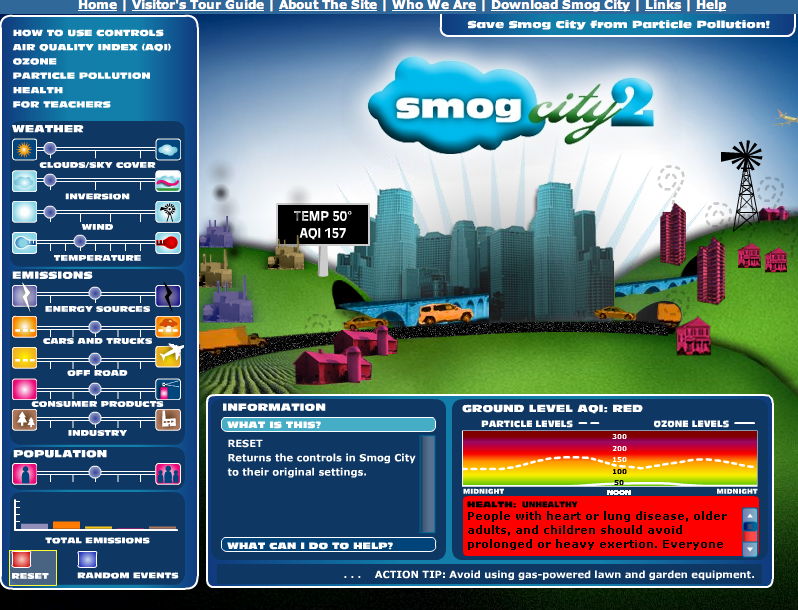 Home | Visitor's Tour Guide | About The Site | Who We Are | Download Smog City | Links | Help
Save Smog City from Particle Pollution!
HOW TO USE CONTROLS
AIR QUALITY INDEX (AQI)
OZONE
PARTICLE POLLUTION
HEALTH
FOR TEACHERS
WEATHER
CLOUDS/SKY COVER
INVERSION
WIND
TEMPERATURE
EMISSIONS
ENERGY SOURCES
CARS AND TRUCKS
OFF ROAD
CONSUMER PRODUCTS
INDUSTRY
POPULATION
TOTAL EMISSIONS
RESET
RANDOM EVENTS
smog city 2
TEMP 50°
AQI 157
INFORMATION
WHAT IS THIS?
RESET
Returns the controls in Smog City
to their original settings.
WHAT CAN I DO TO HELP?
GROUND LEVEL AQI: RED
PARTICLE LEVELS
OZONE LEVELS
300
200
150
100
50
MIDNIGHT NOON MIDNIGHT
HEALTH: UNHEALTHY
People with heart or lung disease, older
adults, and children should avoid
prolonged or heavy exertion. Everyone
. . . ACTION TIP: Avoid using gas-powered lawn and garden equipment.